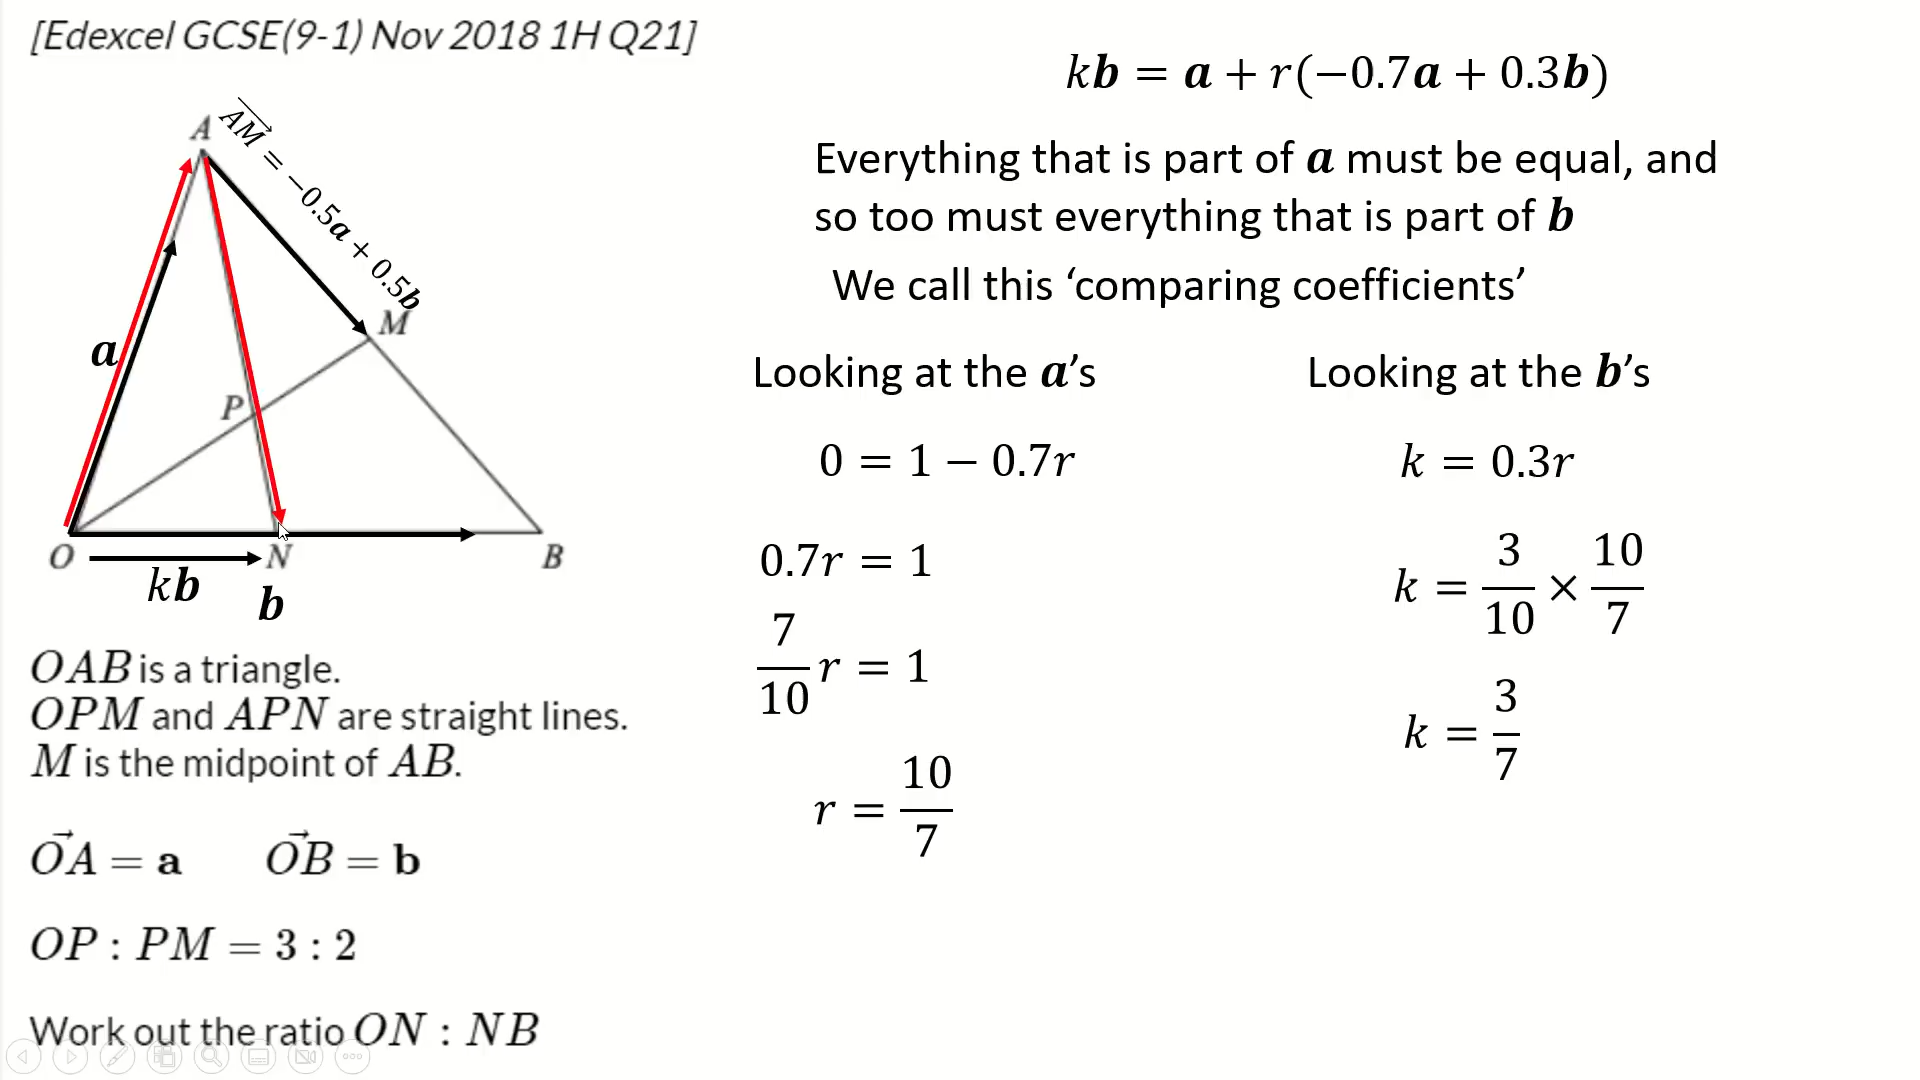 [Edexcel GCSE(9-1) Nov 2018 1H Q21]
A
AM⃗ = −0.5a + 0.5b
M
a
P
O
N
B
kb
b
OAB is a triangle.
OPM and APN are straight lines.
M is the midpoint of AB.
OA⃗ = a OB⃗ = b
OP : PM = 3 : 2
Work out the ratio ON : NB
kb = a + r(−0.7a + 0.3b)
Everything that is part of a must be equal, and
so too must everything that is part of b
We call this ‘comparing coefficients’
Looking at the a’s
0 = 1 − 0.7r
0.7r = 1
7/10 r = 1
r = 10/7
Looking at the b’s
k = 0.3r
k = 3/10 × 10/7
k = 3/7